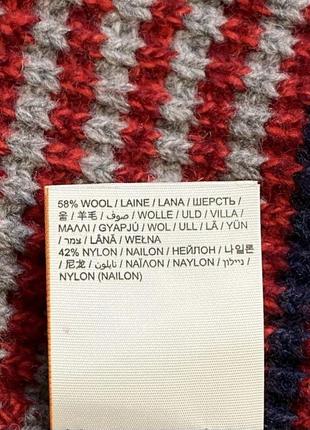 58% WOOL / LAINE / LANA / ШЕРСТЬ /
울 / 羊毛 / صوف / WOLLE / ULD / VILLA /
ΜΑΛΛΙ / GYAPJÚ / WOL / ULL / LÃ / YÜN
/ צמר / LÂNĂ / WEŁNA
42% NYLON / NAILON / НЕЙЛОН / 나일론
/ 尼龙 / نايلون / ΝΑΪΛΟΝ / NAYLON / ניילון /
NYLON (NAILON)